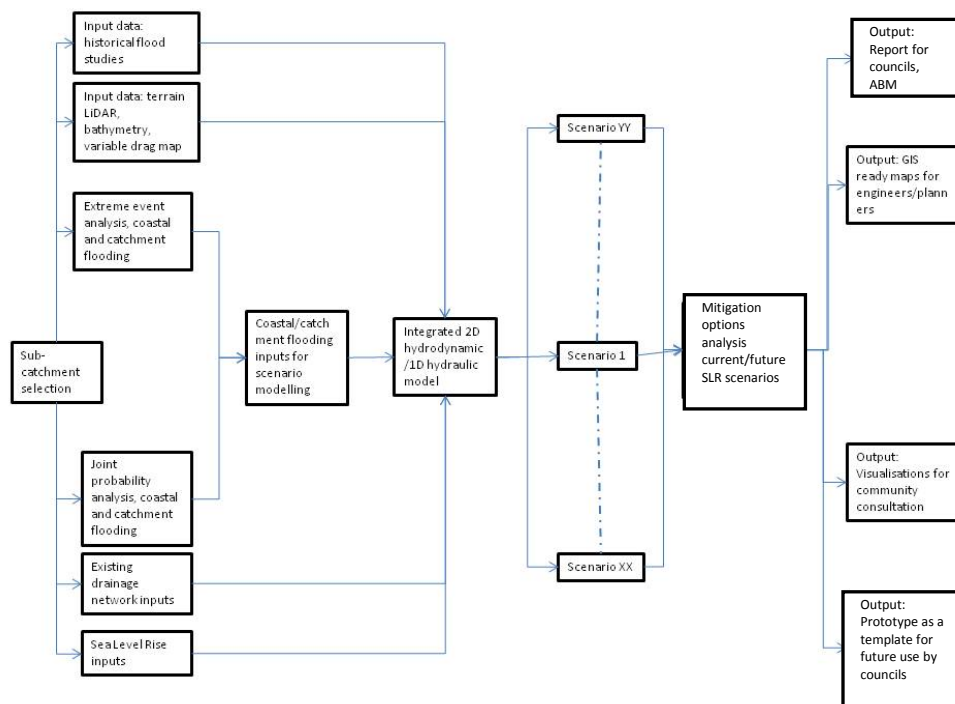 Input data:
historical flood
studies
Input data: terrain
LiDAR,
bathymetry,
variable drag map
Extreme event
analysis, coastal
and catchment
flooding
Sub-
catchment
selection
Joint
probability
analysis, coastal
and catchment
flooding
Existing
drainage
network inputs
Sea Level Rise
inputs
Coastal/catch
ment flooding
inputs for
scenario
modelling
Integrated 2D
hydrodynamic
/1D hydraulic
model
Scenario YY
Scenario 1
Scenario XX
Mitigation
options
analysis
current/future
SLR scenarios
Output:
Report for
councils,
ABM
Output: GIS
ready maps for
engineers/plann
ers
Output:
Visualisations for
community
consultation
Output:
Prototype as a
template for
future use by
councils